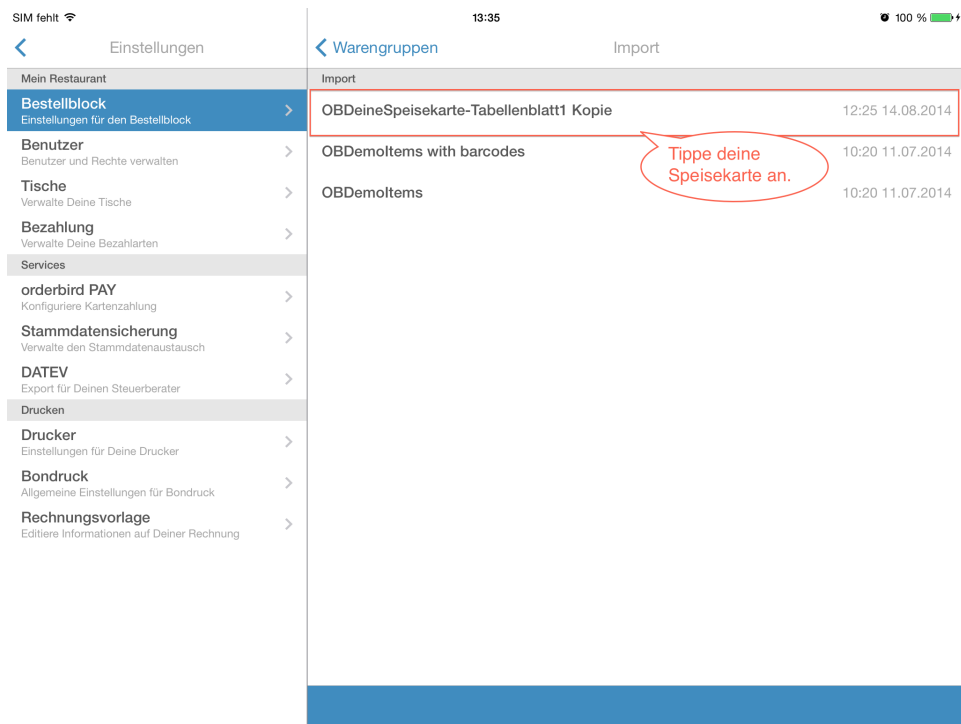 SIM fehlt
13:35
100 %
Einstellungen
Warengruppen
Import
Mein Restaurant
Bestellblock
Einstellungen für den Bestellblock
Benutzer
Benutzer und Rechte verwalten
Tische
Verwalte Deine Tische
Bezahlung
Verwalte Deine Bezahlarten
Services
orderbird PAY
Konfiguriere Kartenzahlung
Stammdatensicherung
Verwalte den Stammdatenaustausch
DATEV
Export für Deinen Steuerberater
Drucken
Drucker
Einstellungen für Deine Drucker
Bondruck
Allgemeine Einstellungen für Bondruck
Rechnungsvorlage
Editiere Informationen auf Deiner Rechnung
Import
OBDeineSpeisekarte-Tabellenblatt1 Kopie 12:25 14.08.2014
OBDemoItems with barcodes 10:20 11.07.2014
OBDemoItems 10:20 11.07.2014
Tippe deine
Speisekarte an.